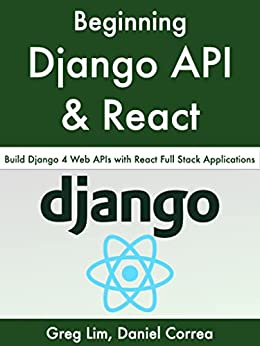 Beginning
Django API
& React
Build Django 4 Web APIs with React Full Stack Applications
django
Greg Lim, Daniel Correa